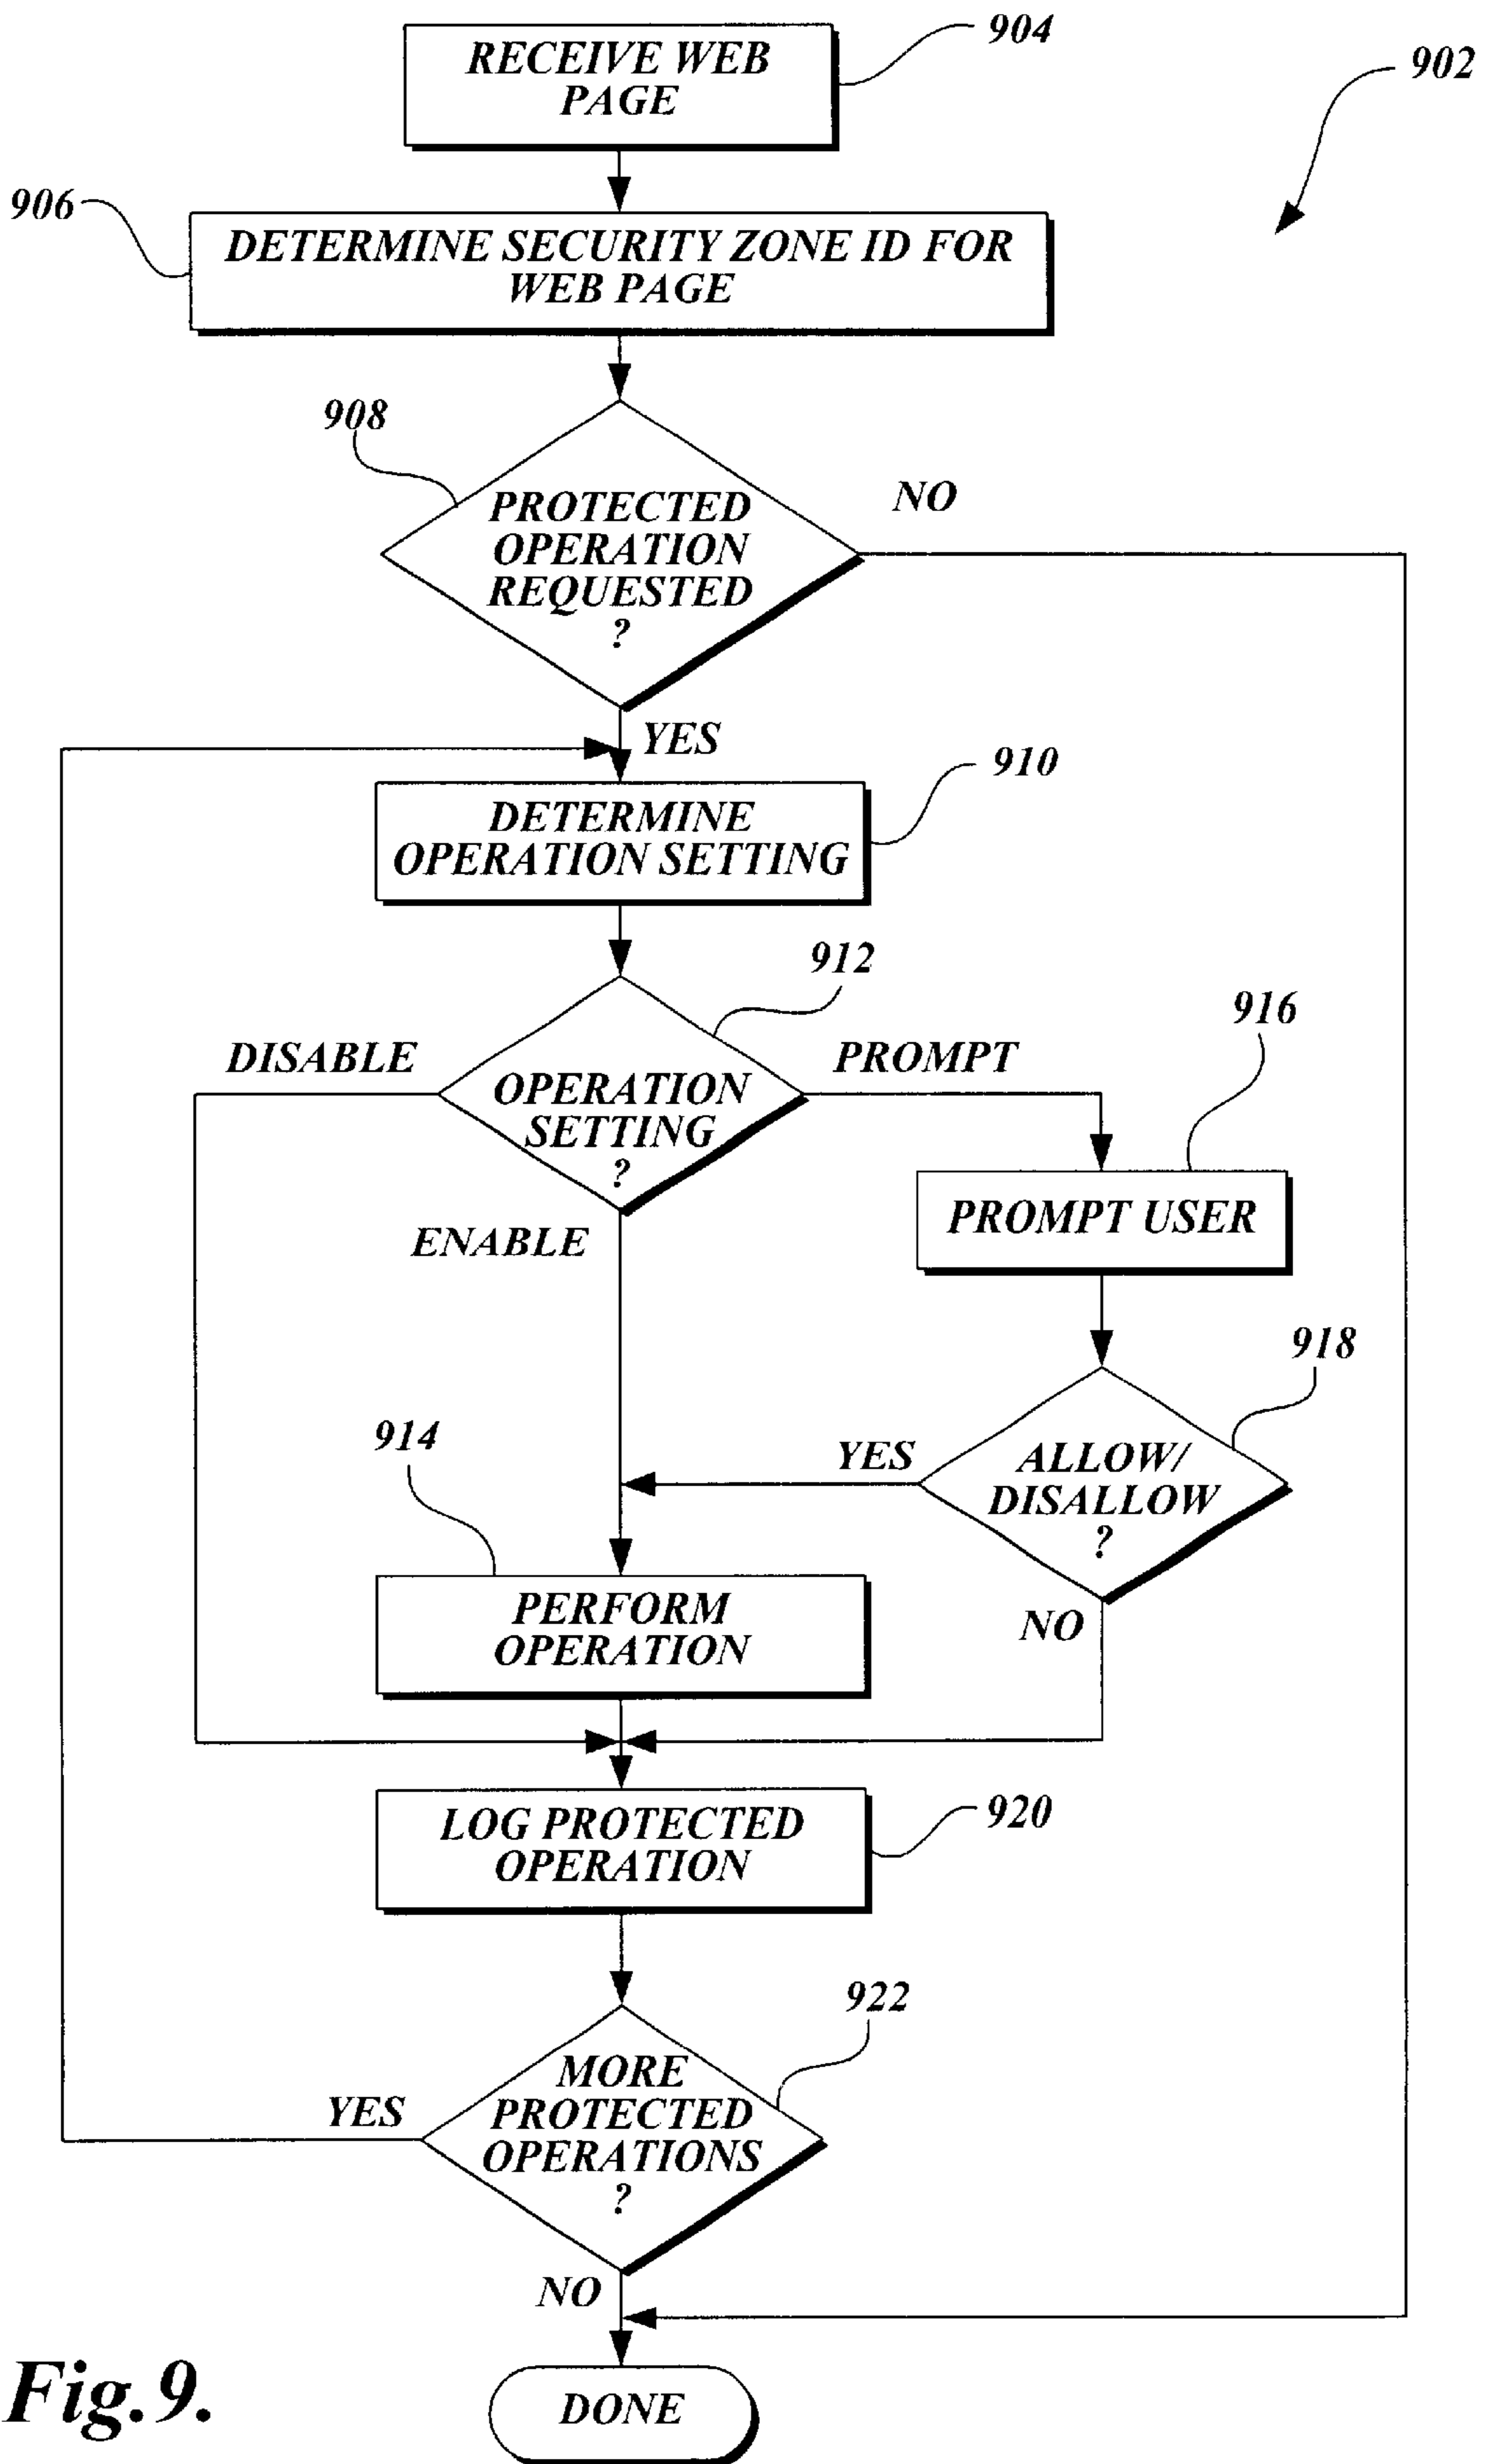 RECEIVE WEB
PAGE
904
902
906
DETERMINE SECURITY ZONE ID FOR
WEB PAGE
908
PROTECTED
OPERATION
REQUESTED
?
NO
YES
910
DETERMINE
OPERATION SETTING
912
916
DISABLE
PROMPT
OPERATION
SETTING
?
PROMPT USER
ENABLE
918
914
YES
ALLOW/
DISALLOW
?
PERFORM
OPERATION
NO
LOG PROTECTED
OPERATION
920
922
MORE
PROTECTED
OPERATIONS
?
YES
NO
DONE
Fig.9.